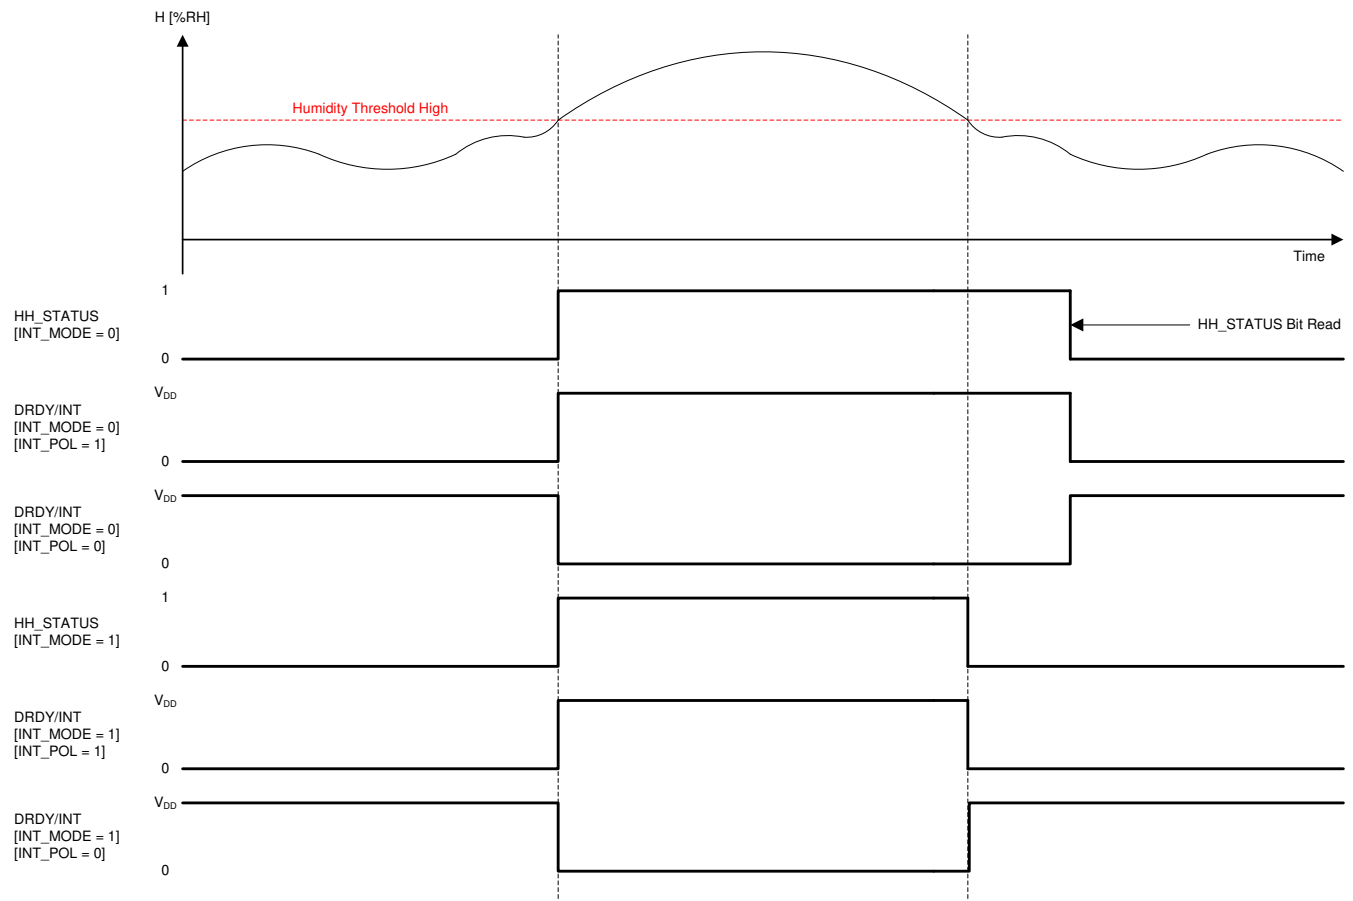 H [%RH]
Humidity Threshold High
Time
1
HH_STATUS
[INT_MODE = 0]
HH_STATUS Bit Read
0
VDD
DRDY/INT
[INT_MODE = 0]
[INT_POL = 1]
0
VDD
DRDY/INT
[INT_MODE = 0]
[INT_POL = 0]
0
1
HH_STATUS
[INT_MODE = 1]
0
VDD
DRDY/INT
[INT_MODE = 1]
[INT_POL = 1]
0
VDD
DRDY/INT
[INT_MODE = 1]
[INT_POL = 0]
0